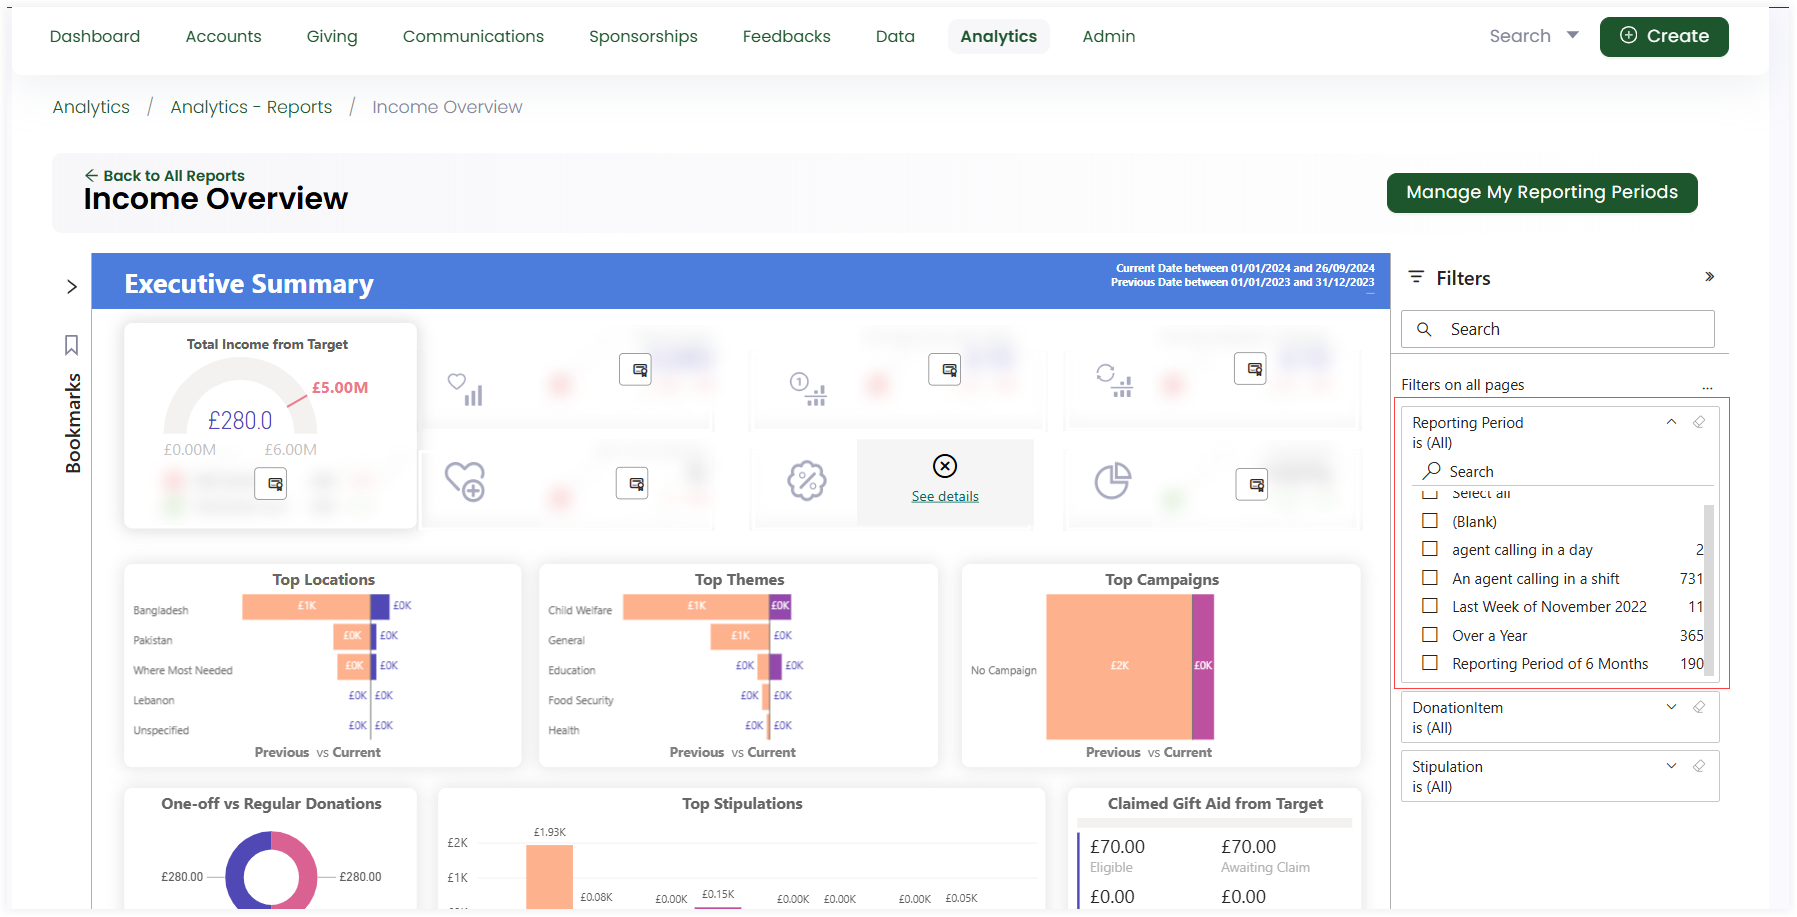 Dashboard Accounts Giving Communications Sponsorships Feedbacks Data Analytics Admin Search Create
Analytics / Analytics - Reports / Income Overview
Back to All Reports
Income Overview
Manage My Reporting Periods
Bookmarks
Executive Summary
Current Date between 01/01/2024 and 26/09/2024
Previous Date between 01/01/2023 and 31/12/2023
Total Income from Target
£5.00M
£280.0
£0.00M £6.00M
See details
Top Locations
Bangladesh £1K £0K
Pakistan £0K £0K
Where Most Needed £0K £0K
Lebanon £0K £0K
Unspecified £0K £0K
Previous vs Current
Top Themes
Child Welfare £1K £0K
General £1K £0K
Education £0K £0K
Food Security £0K £0K
Health £0K £0K
Previous vs Current
Top Campaigns
No Campaign £2K £0K
Previous vs Current
One-off vs Regular Donations
£280.00 £280.00
Top Stipulations
£2K
£1K
£1.93K
£0.08K £0.00K £0.15K £0.00K £0.00K £0.00K £0.05K
Claimed Gift Aid from Target
£70.00 £70.00
Eligible Awaiting Claim
£0.00 £0.00
Filters
Search
Filters on all pages ...
Reporting Period
is (All)
Search
Select all
(Blank)
agent calling in a day 2
An agent calling in a shift 731
Last Week of November 2022 11
Over a Year 365
Reporting Period of 6 Months 190
DonationItem
is (All)
Stipulation
is (All)